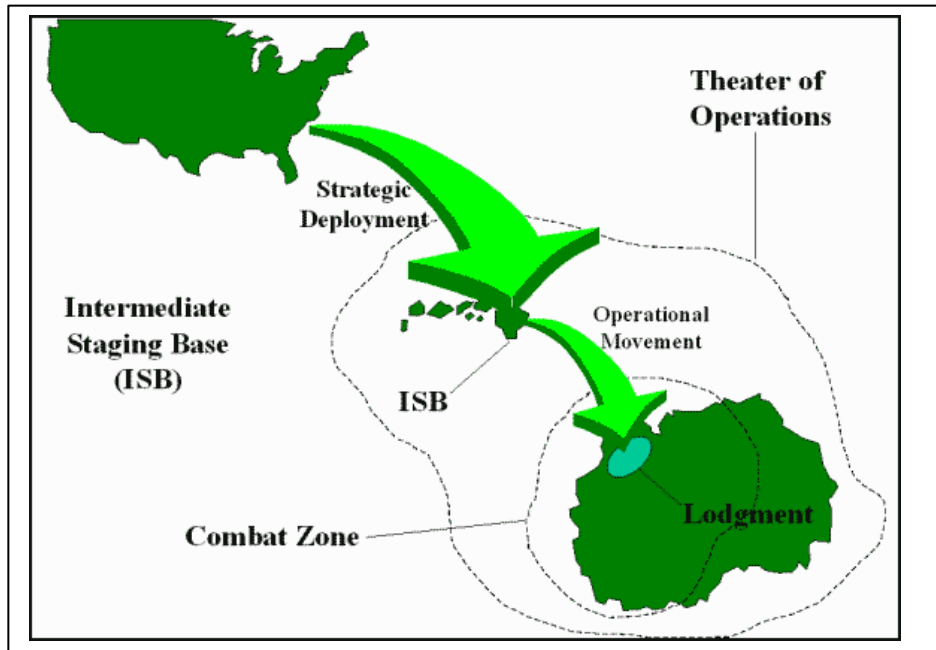 Theater of
Operations
Strategic
Deployment
Intermediate
Staging Base
(ISB)
Operational
Movement
ISB
Lodgment
Combat Zone